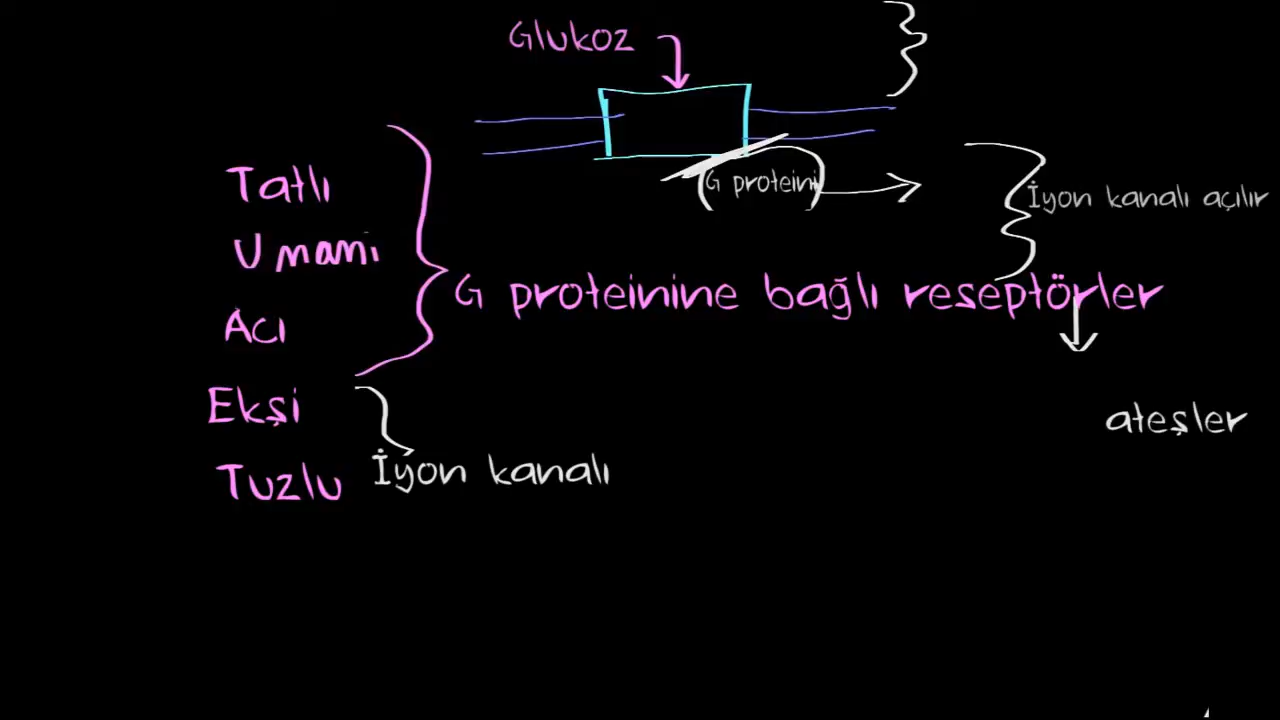 Glukoz
G proteini
İyon kanalı açılır
Tatlı
Umami
Acı
G proteinine bağlı reseptörler
Ekşi
ateşler
Tuzlu
İyon kanalı